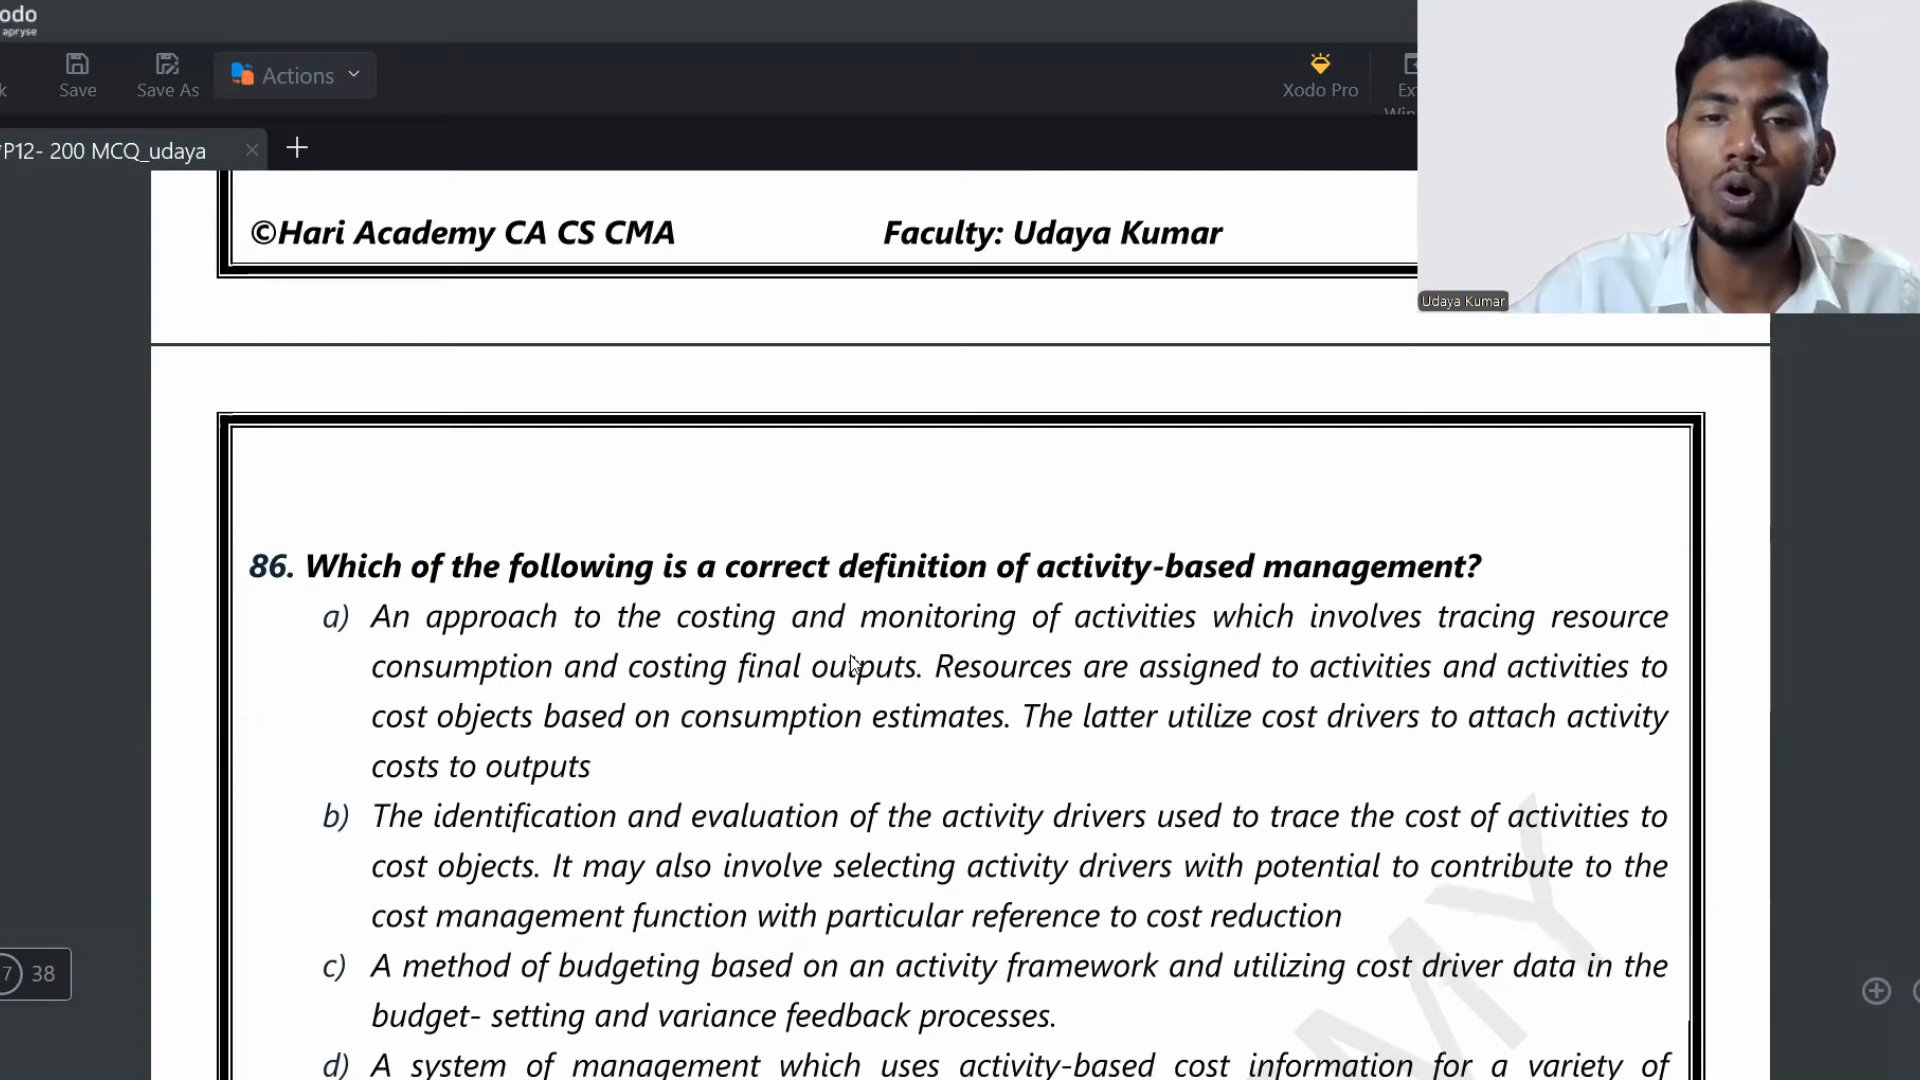 odo
apryse
k
Save
Save As
Actions
Xodo Pro
Ex
Win
P12- 200 MCQ_udaya
©Hari Academy CA CS CMA Faculty: Udaya Kumar
Udaya Kumar
86. Which of the following is a correct definition of activity-based management?
a) An approach to the costing and monitoring of activities which involves tracing resource
consumption and costing final outputs. Resources are assigned to activities and activities to
cost objects based on consumption estimates. The latter utilize cost drivers to attach activity
costs to outputs
b) The identification and evaluation of the activity drivers used to trace the cost of activities to
cost objects. It may also involve selecting activity drivers with potential to contribute to the
cost management function with particular reference to cost reduction
c) A method of budgeting based on an activity framework and utilizing cost driver data in the
budget- setting and variance feedback processes.
d) A system of management which uses activity-based cost information for a variety of
7 38
MY